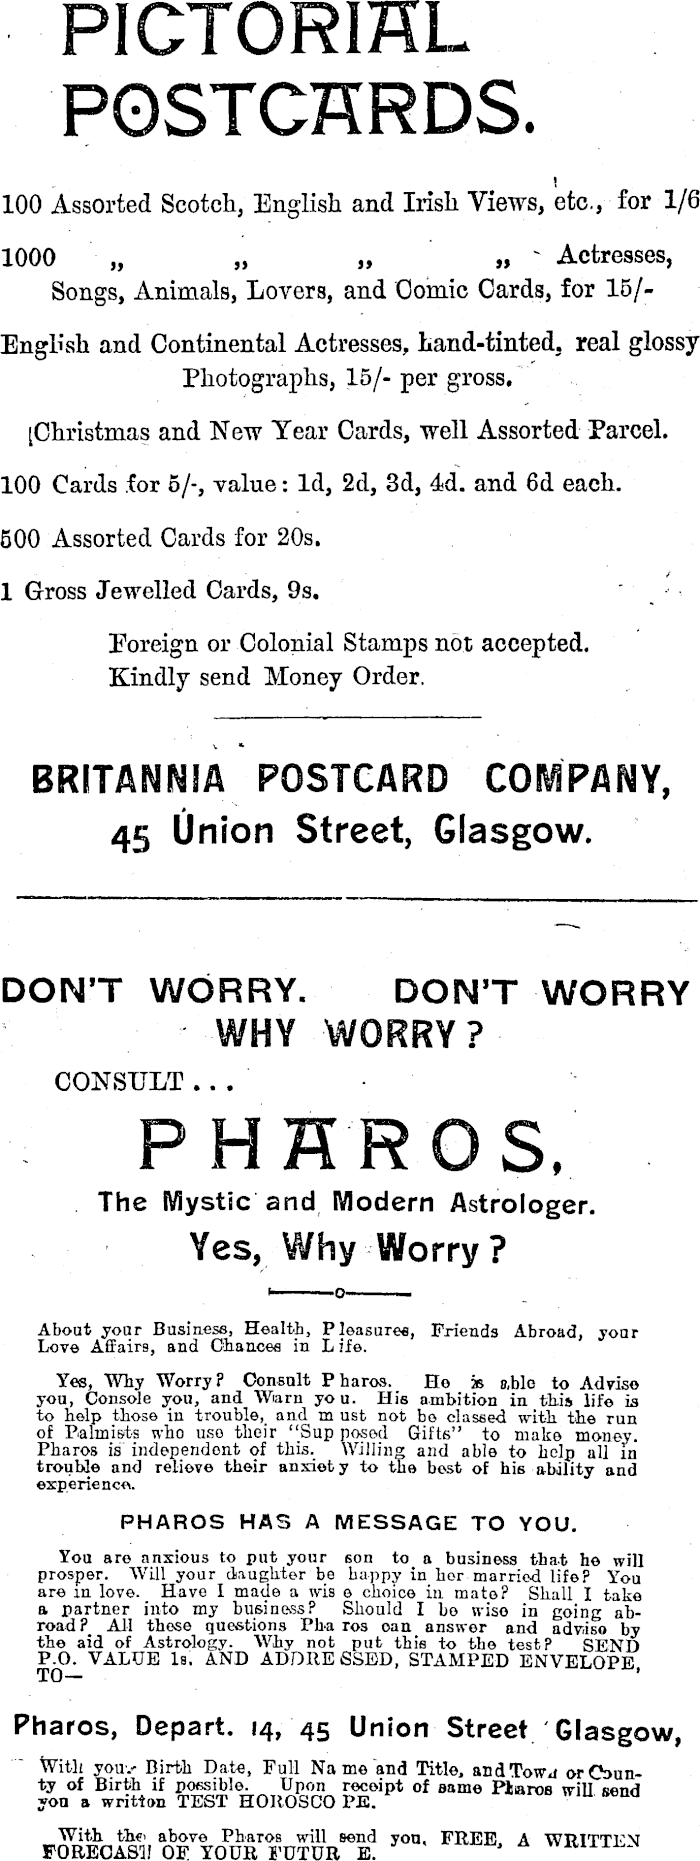 PICTORIAL
POSTCARDS.
100 Assorted Scotch, English and Irish Views, etc., for 1/6
1000 „ „ „ „ Actresses,
Songs, Animals, Lovers, and Comic Cards, for 15/-
English and Continental Actresses, hand-tinted, real glossy
Photographs, 15/- per gross.
Christmas and New Year Cards, well Assorted Parcel.
100 Cards for 5/-, value: 1d, 2d, 3d, 4d. and 6d each.
500 Assorted Cards for 20s.
1 Gross Jewelled Cards, 9s.
Foreign or Colonial Stamps not accepted.
Kindly send Money Order.
BRITANNIA POSTCARD COMPANY,
45 Union Street, Glasgow.
DON'T WORRY. DON'T WORRY
WHY WORRY?
CONSULT...
PHAROS,
The Mystic and Modern Astrologer.
Yes, Why Worry?
About your Business, Health, Pleasures, Friends Abroad, your
Love Affairs, and Chances in Life.
Yes, Why Worry? Consult Pharos. He is able to Advise
you, Console you, and Warn you. His ambition in this life is
to help those in trouble, and must not be classed with the run
of Palmists who use their "Supposed Gifts" to make money.
Pharos is independent of this. Willing and able to help all in
trouble and relieve their anxiety to the best of his ability and
experience.
PHAROS HAS A MESSAGE TO YOU.
You are anxious to put your son to a business that he will
prosper. Will your daughter be happy in her married life? You
are in love. Have I made a wise choice in mate? Shall I take
a partner into my business? Should I be wise in going ab-
road? All these questions Pharos can answer and advise by
the aid of Astrology. Why not put this to the test? SEND
P.O. VALUE 1s. AND ADDRESSED, STAMPED ENVELOPE,
TO—
Pharos, Depart. 14, 45 Union Street Glasgow,
With your Birth Date, Full Name and Title, and Town or Coun-
ty of Birth if possible. Upon receipt of same Pharos will send
you a written TEST HOROSCOPE.
With the above Pharos will send you, FREE, A WRITTEN
FORECAST OF YOUR FUTURE.